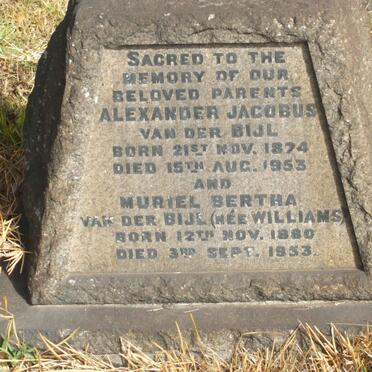 SACRED TO THE
MEMORY OF OUR
BELOVED PARENTS
ALEXANDER JACOBUS
VAN DER BIJL
BORN 21ST NOV. 1874
DIED 15TH AUG. 1953
AND
MURIEL BERTHA
VAN DER BIJL (NÉE WILLIAMS)
BORN 12TH NOV. 1880
DIED 3RD SEPT. 1953.